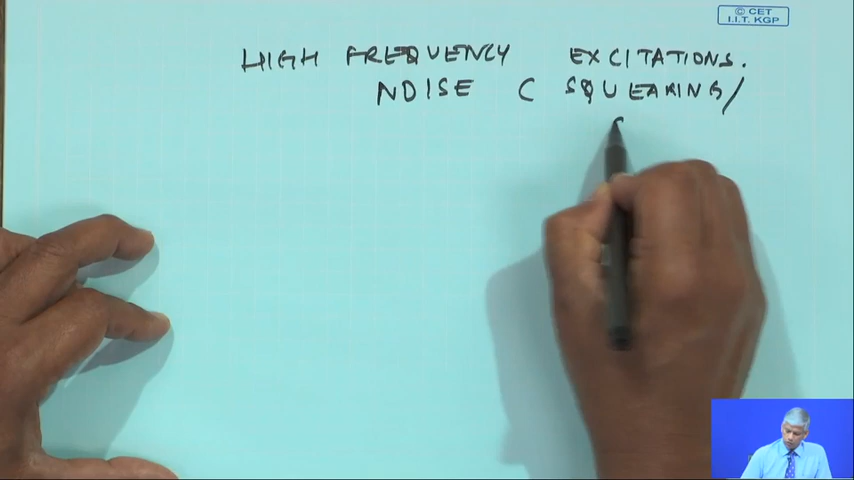 © CET
I.I.T. KGP
HIGH FREQUENCY EXCITATIONS.
NOISE ( SQUEAKING/